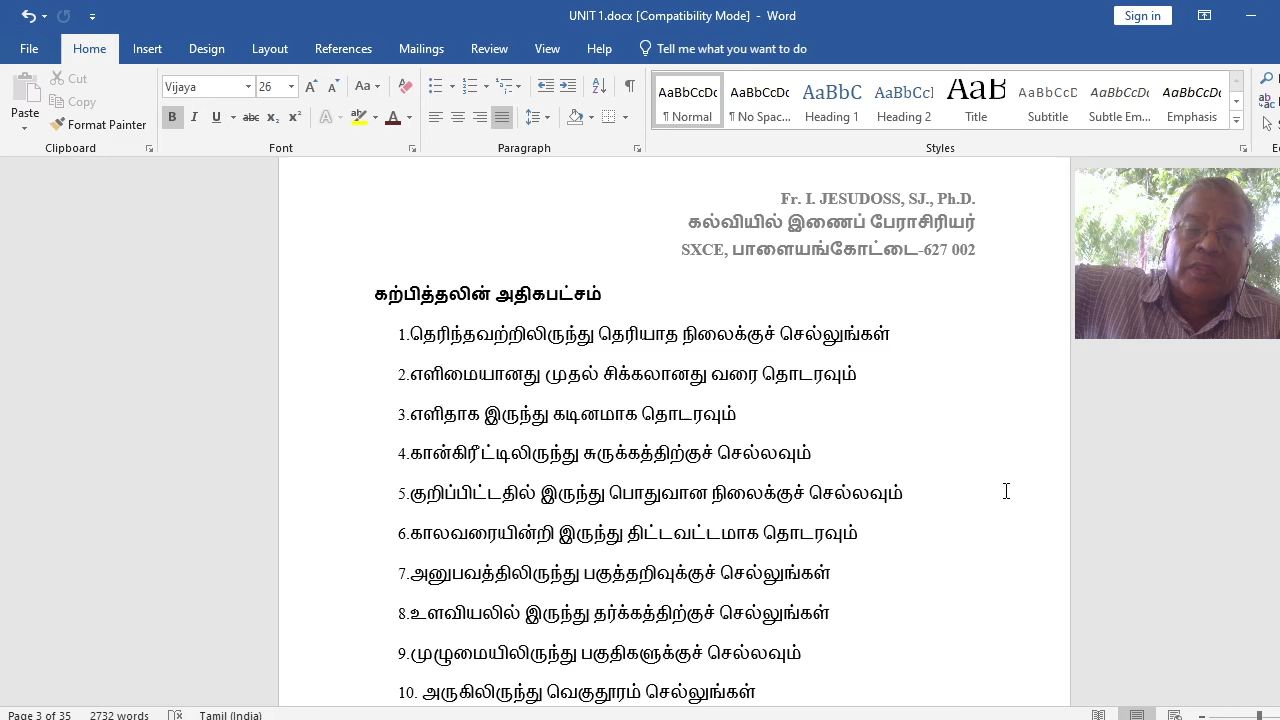 UNIT 1.docx [Compatibility Mode] - Word
Sign in
File Home Insert Design Layout References Mailings Review View Help Tell me what you want to do
Paste
Cut
Copy
Format Painter
Vijaya 26
AaBbCcDc AaBbCcDc AaBbC AaBbCcI AaB AaBbCcD AaBbCcDt AaBbCcDt
¶ Normal ¶ No Spac... Heading 1 Heading 2 Title Subtitle Subtle Em... Emphasis
Clipboard Font Paragraph Styles
Fr. I. JESUDOSS, SJ., Ph.D.
கல்வியில் இணைப் பேராசிரியர்
SXCE, பாளையங்கோட்டை-627 002
கற்பித்தலின் அதிகபட்சம்
1.தெரிந்தவற்றிலிருந்து தெரியாத நிலைக்குச் செல்லுங்கள்
2.எளிமையானது முதல் சிக்கலானது வரை தொடரவும்
3.எளிதாக இருந்து கடினமாக தொடரவும்
4.கான்கிரீட்டிலிருந்து சுருக்கத்திற்குச் செல்லவும்
5.குறிப்பிட்டதில் இருந்து பொதுவான நிலைக்குச் செல்லவும்
6.காலவரையின்றி இருந்து திட்டவட்டமாக தொடரவும்
7.அனுபவத்திலிருந்து பகுத்தறிவுக்குச் செல்லுங்கள்
8.உளவியலில் இருந்து தர்க்கத்திற்குச் செல்லுங்கள்
9.முழுமையிலிருந்து பகுதிகளுக்குச் செல்லவும்
10. அருகிலிருந்து வெகுதூரம் செல்லுங்கள்
Page 3 of 35 2732 words Tamil (India)